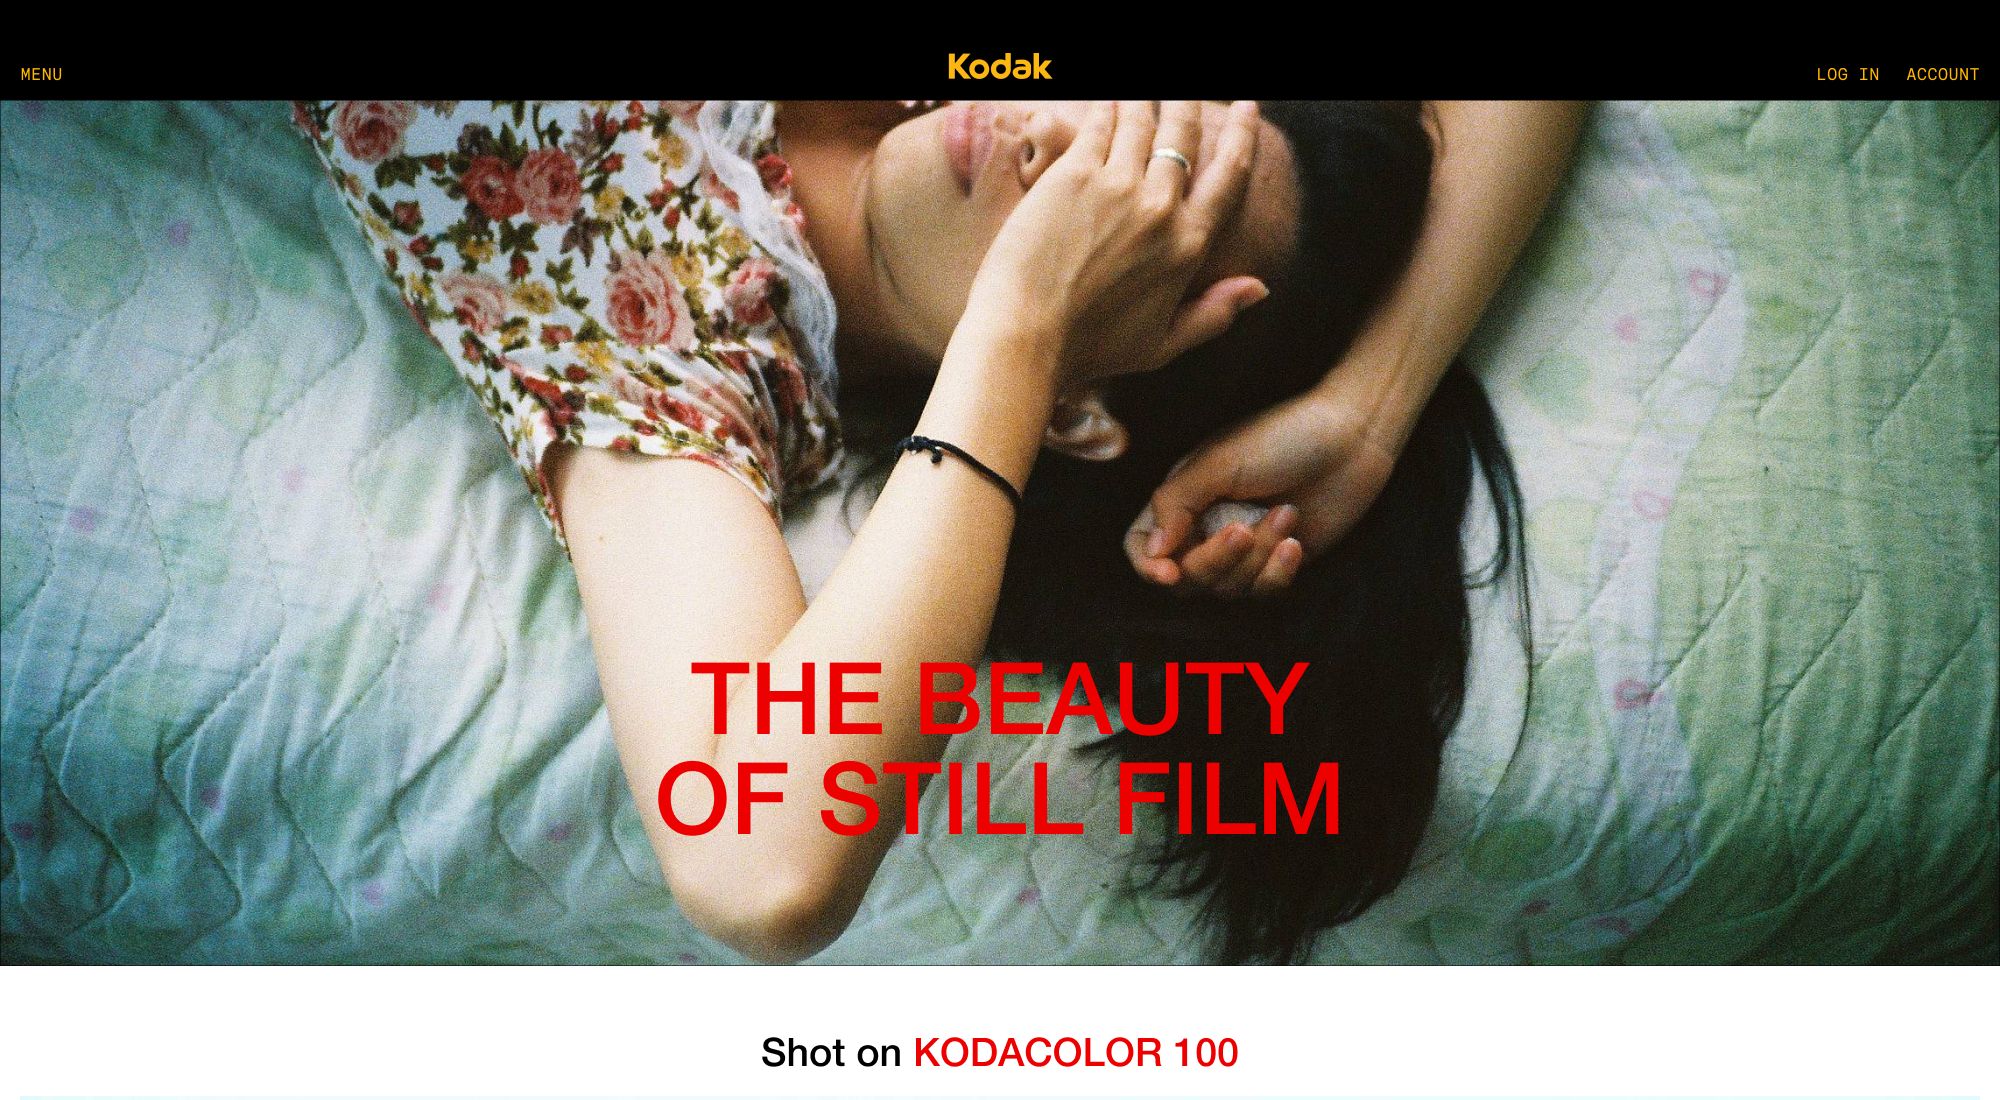 MENU
Kodak
LOG IN ACCOUNT
THE BEAUTY
OF STILL FILM
Shot on KODACOLOR 100